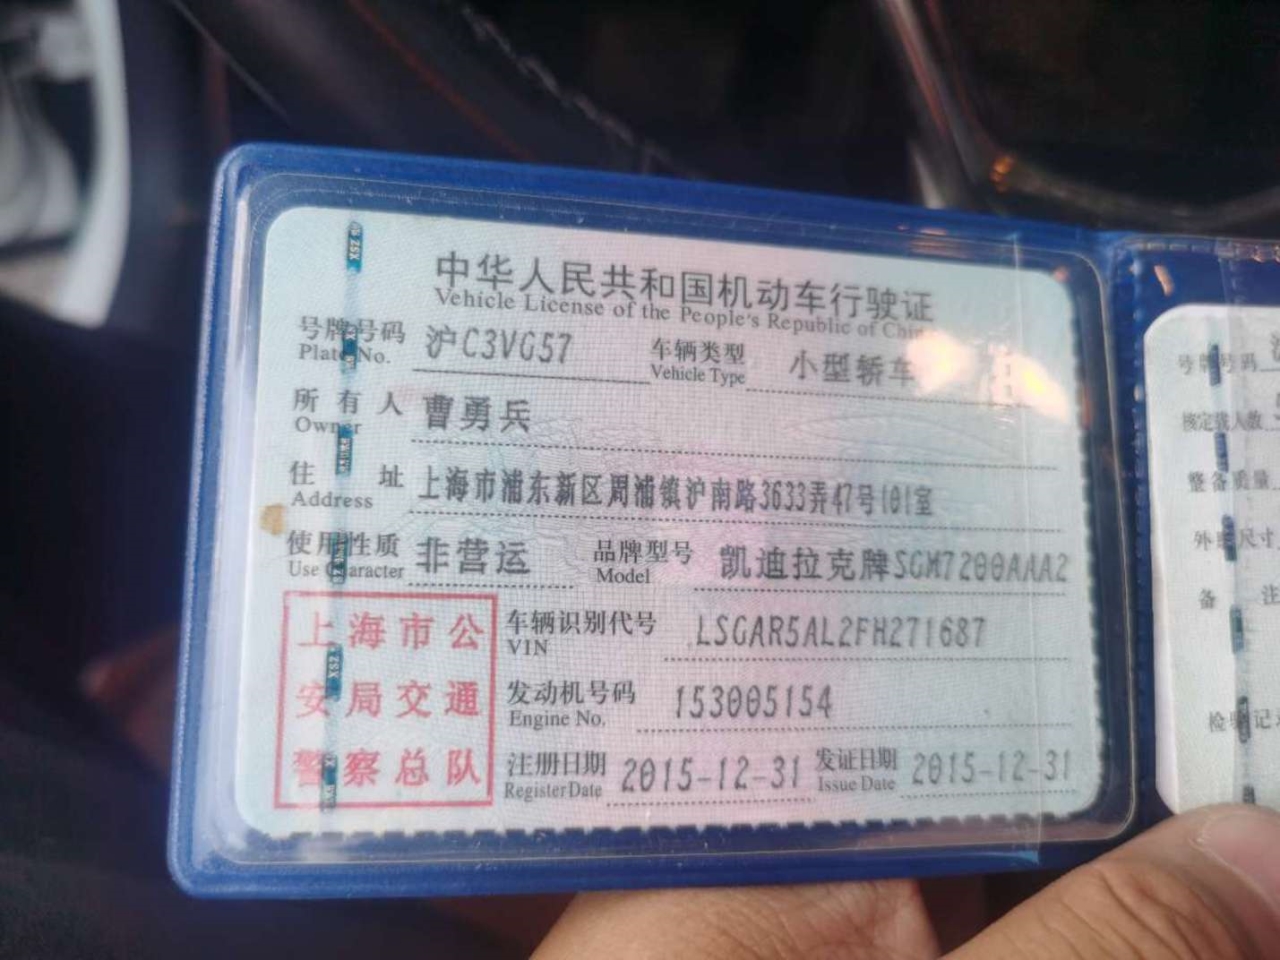 中华人民共和国机动车行驶证
Vehicle License of the People's Republic of China
号牌号码 沪C3VG57 车辆类型 小型轿车
Plate No. Vehicle Type
所有人 曹勇兵
Owner
住址 上海市浦东新区周浦镇沪南路3633弄47号101室
Address
使用性质 非营运 品牌型号 凯迪拉克牌SGM7200AAA2
Use Character Model
上海市公
安局交通
警察总队
车辆识别代号 LSGAR5AL2FH271687
VIN
发动机号码 153005154
Engine No.
注册日期 2015-12-31 发证日期 2015-12-31
Register Date Issue Date
号牌号码
核定载人数
整备质量
外廓尺寸
备注
检验记录